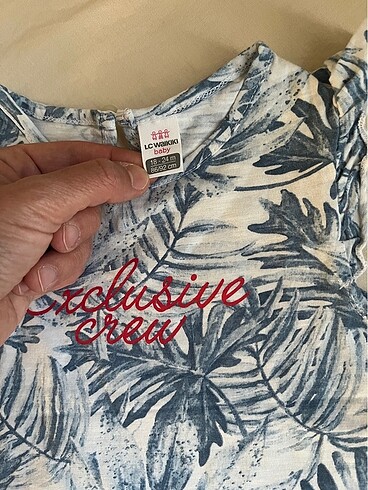 LC WAIKIKI
baby
18 - 24 m
86/92 cm
exclusive
crew